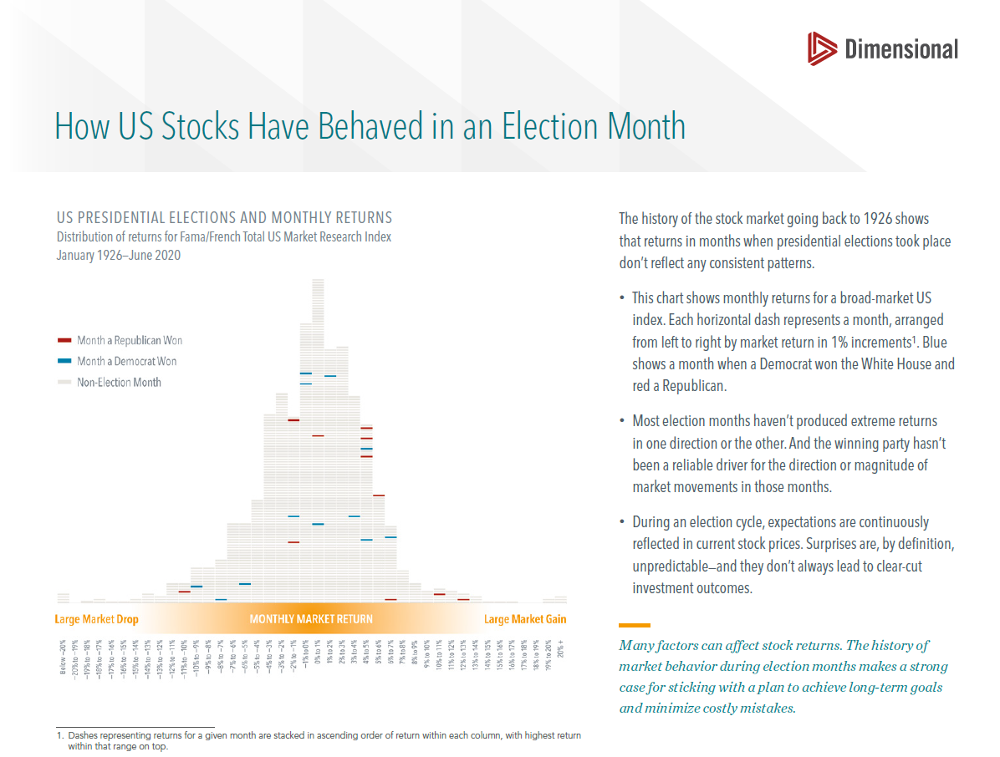 Dimensional
How US Stocks Have Behaved in an Election Month
US PRESIDENTIAL ELECTIONS AND MONTHLY RETURNS
Distribution of returns for Fama/French Total US Market Research Index
January 1926–June 2020
Month a Republican Won
Month a Democrat Won
Non-Election Month
Large Market Drop
MONTHLY MARKET RETURN
Large Market Gain
Below −20%
−20% to −19%
−19% to −18%
−18% to −17%
−17% to −16%
−16% to −15%
−15% to −14%
−14% to −13%
−13% to −12%
−12% to −11%
−11% to −10%
−10% to −9%
−9% to −8%
−8% to −7%
−7% to −6%
−6% to −5%
−5% to −4%
−4% to −3%
−3% to −2%
−2% to −1%
−1% to 0%
0% to 1%
1% to 2%
2% to 3%
3% to 4%
4% to 5%
5% to 6%
6% to 7%
7% to 8%
8% to 9%
9% to 10%
10% to 11%
11% to 12%
12% to 13%
13% to 14%
14% to 15%
15% to 16%
16% to 17%
17% to 18%
18% to 19%
19% to 20%
20% +
1. Dashes representing returns for a given month are stacked in ascending order of return within each column, with highest return
within that range on top.
The history of the stock market going back to 1926 shows
that returns in months when presidential elections took place
don’t reflect any consistent patterns.
• This chart shows monthly returns for a broad-market US
index. Each horizontal dash represents a month, arranged
from left to right by market return in 1% increments¹. Blue
shows a month when a Democrat won the White House and
red a Republican.
• Most election months haven’t produced extreme returns
in one direction or the other. And the winning party hasn’t
been a reliable driver for the direction or magnitude of
market movements in those months.
• During an election cycle, expectations are continuously
reflected in current stock prices. Surprises are, by definition,
unpredictable—and they don’t always lead to clear-cut
investment outcomes.
Many factors can affect stock returns. The history of
market behavior during election months makes a strong
case for sticking with a plan to achieve long-term goals
and minimize costly mistakes.